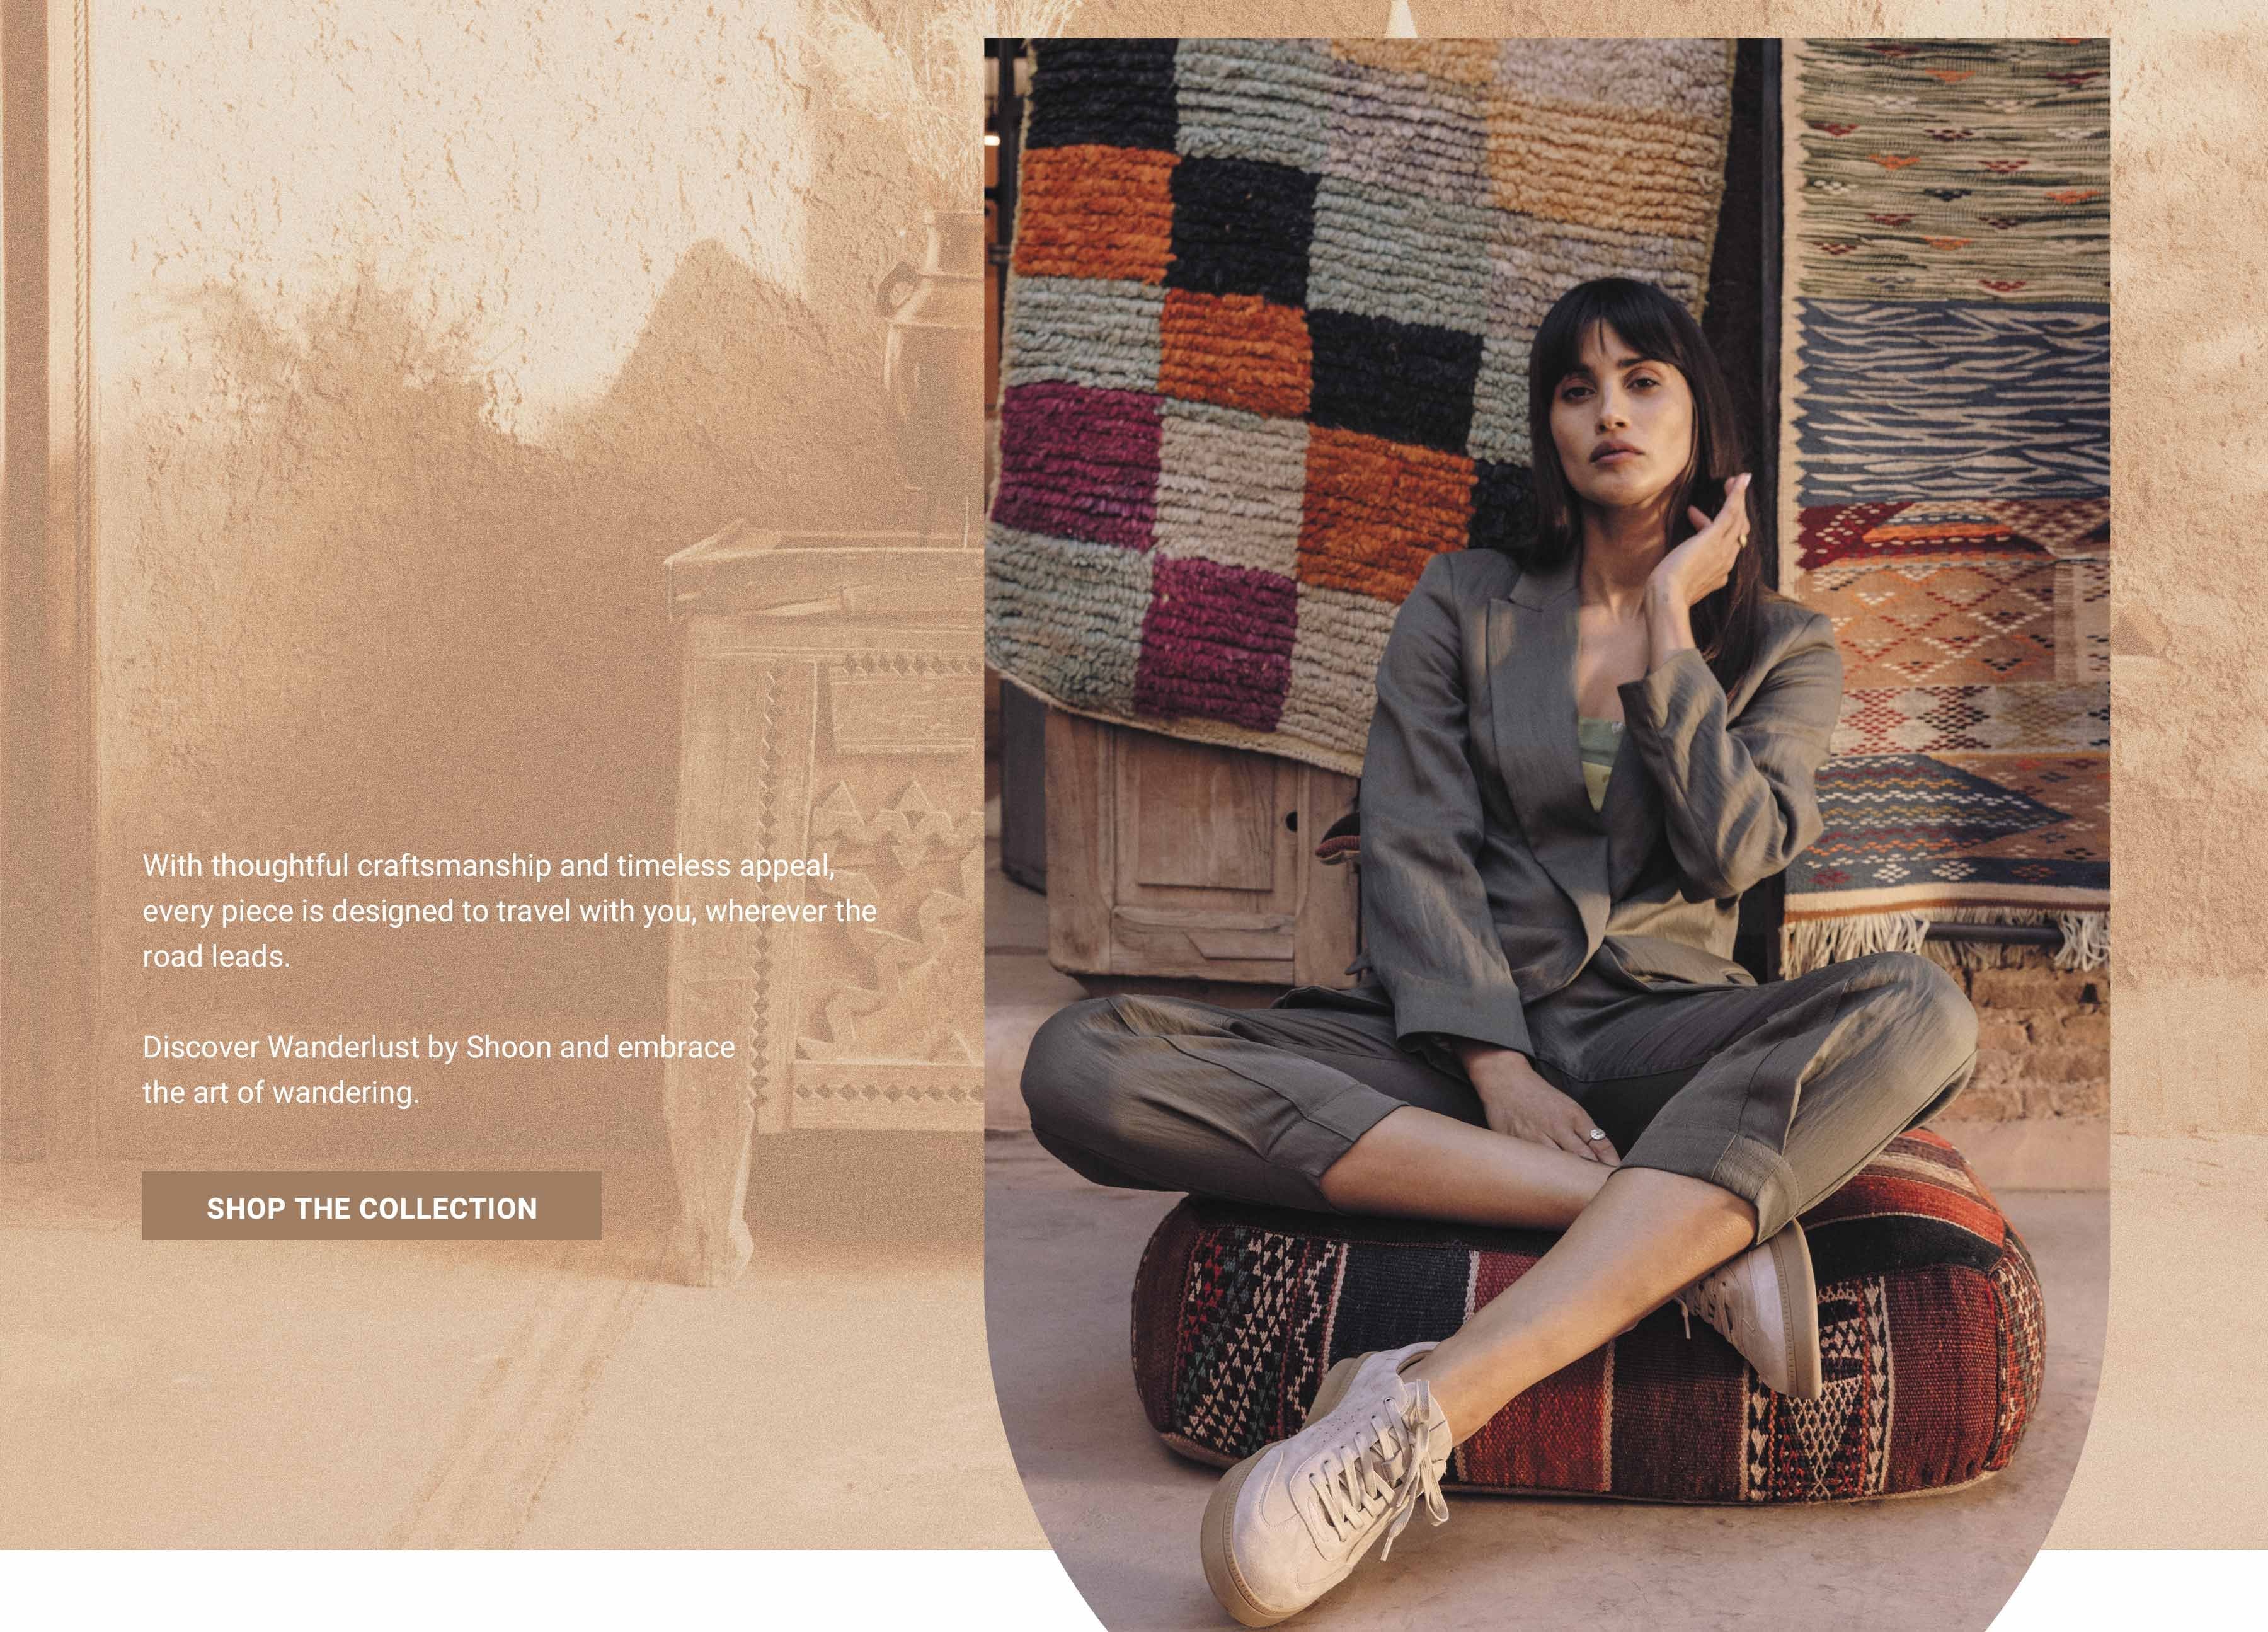 With thoughtful craftsmanship and timeless appeal,
every piece is designed to travel with you, wherever the
road leads.
Discover Wanderlust by Shoon and embrace
the art of wandering.
SHOP THE COLLECTION